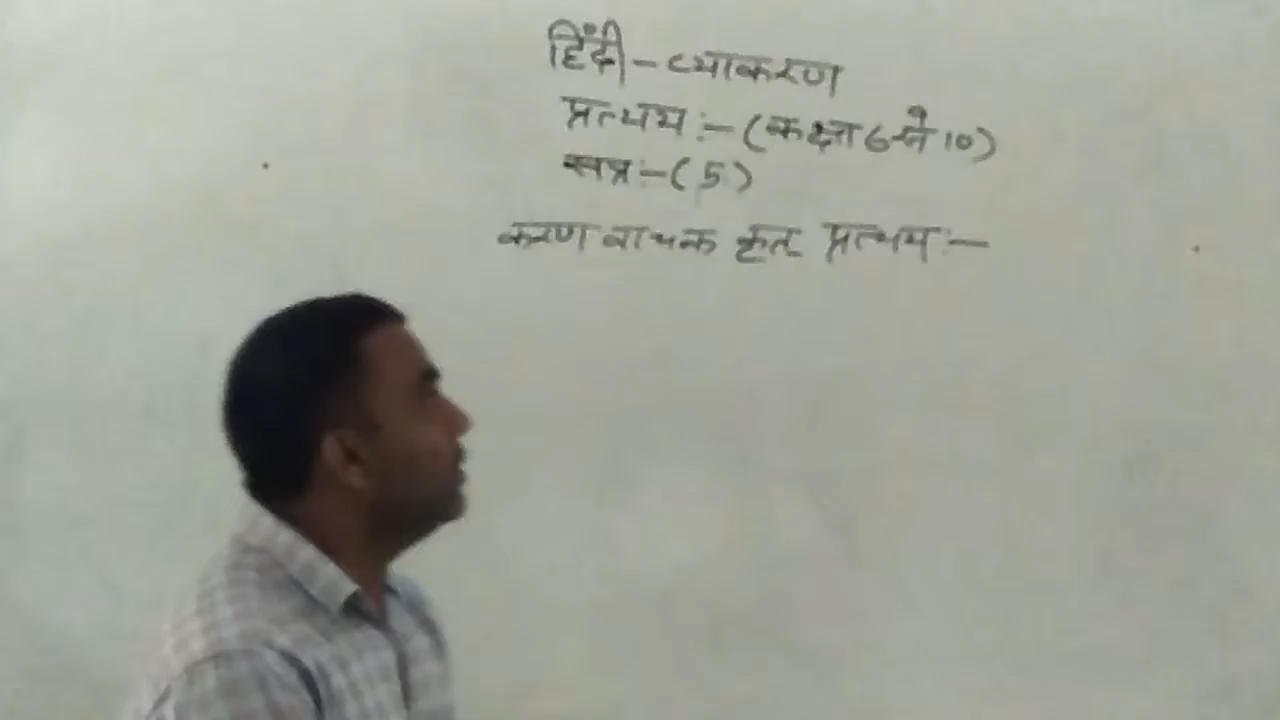 हिंदी-व्याकरण
प्रत्यय:-(कक्षा 6 से 10)
सत्र:-(5)
करण वाचक कृत प्रत्यय:-